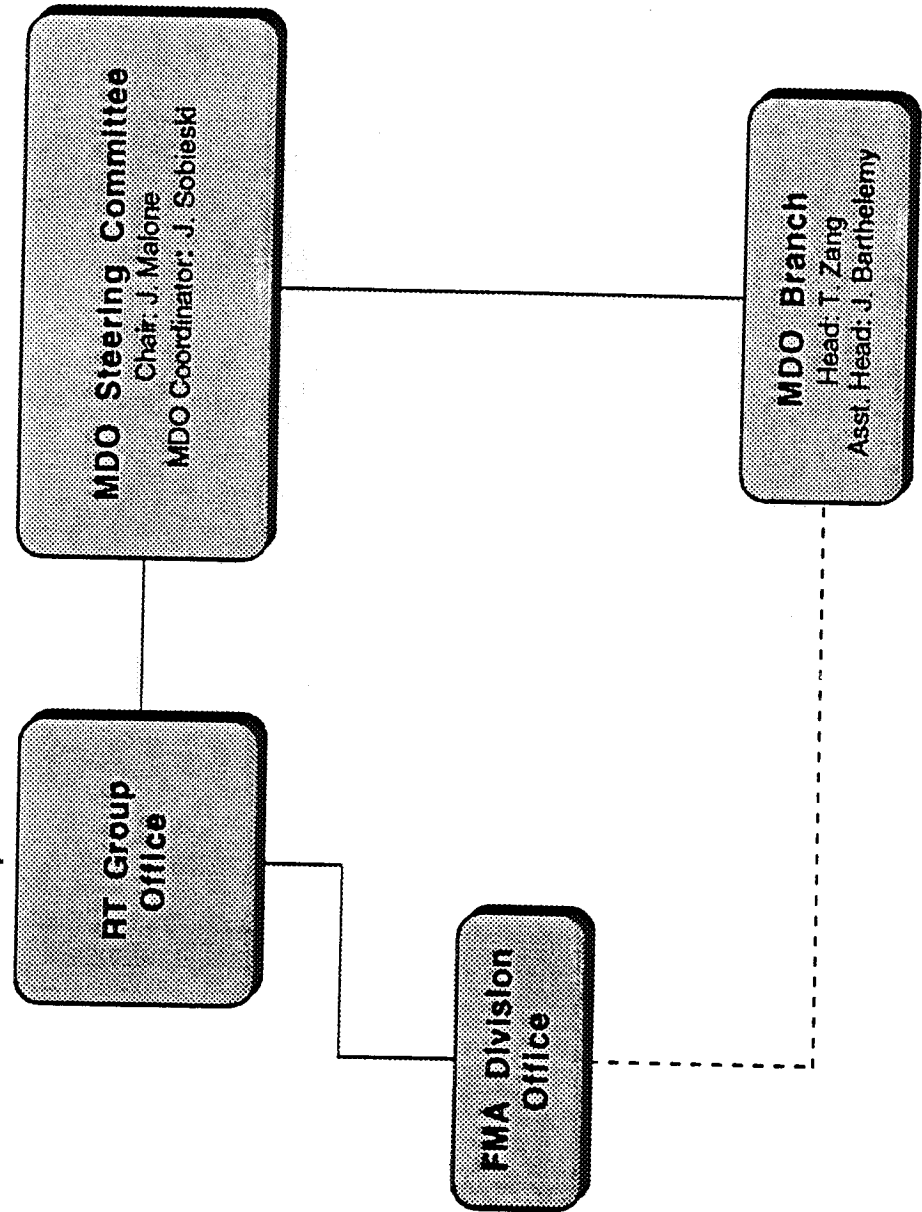 RT Group
Office
MDO Steering Committee
Chair: J. Malone
MDO Coordinator: J. Sobieski
FMA Division
Office
MDO Branch
Head: T. Zang
Asst. Head: J. Barthelemy